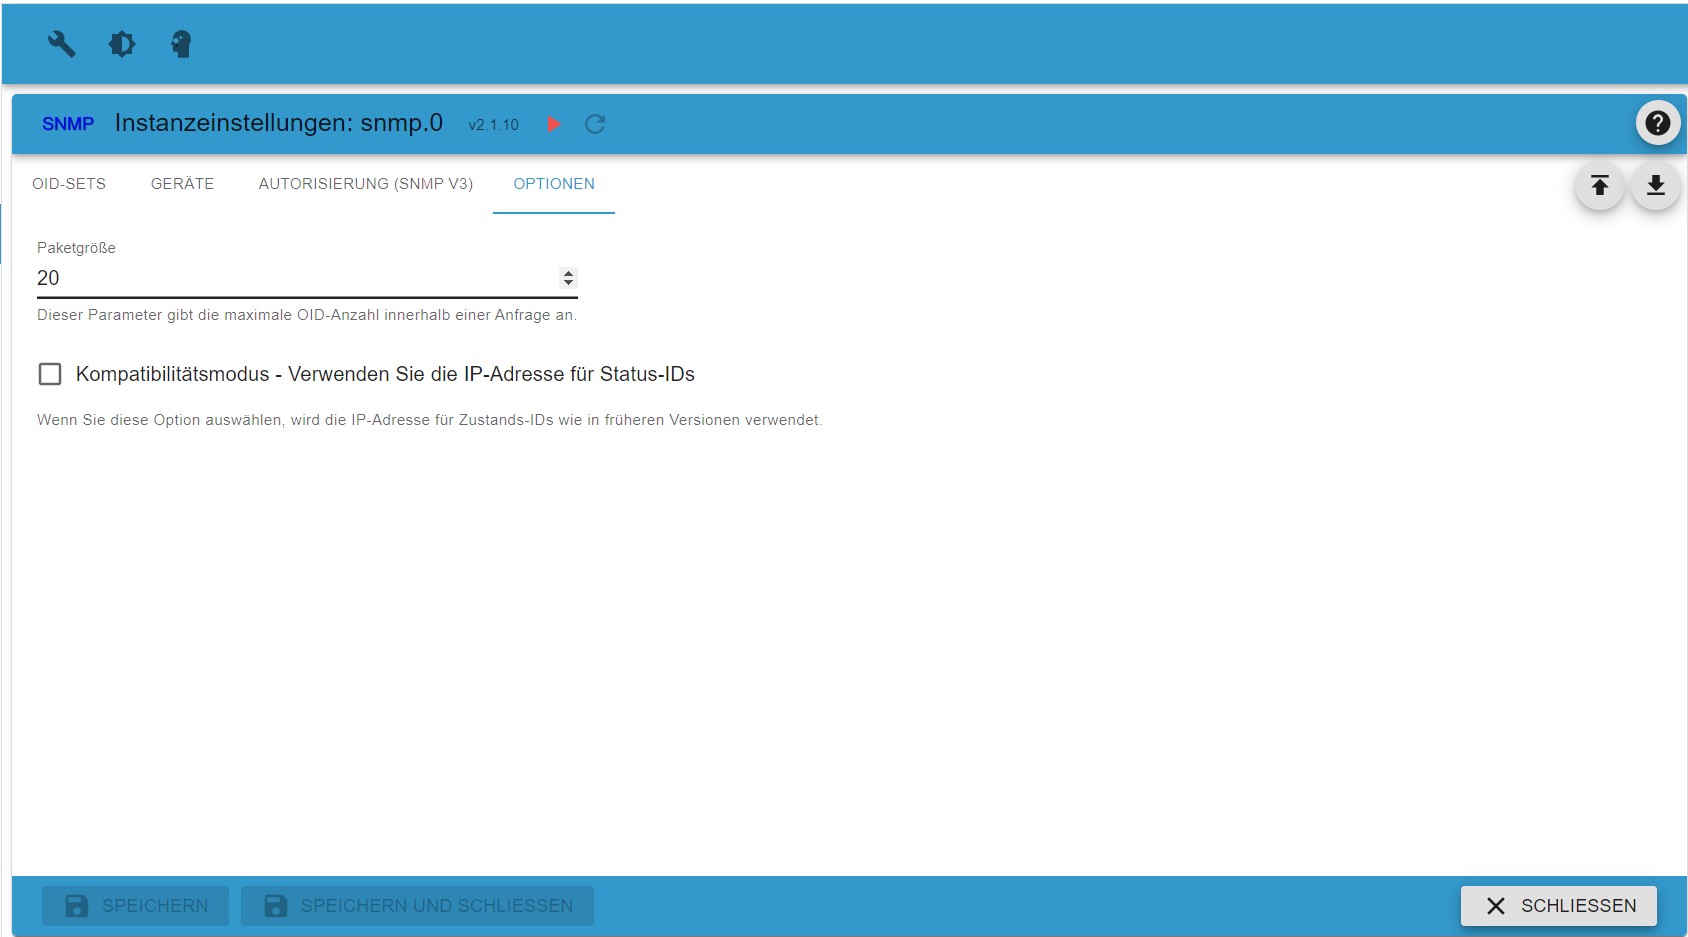 SNMP Instanzeinstellungen: snmp.0 v2.1.10
OID-SETS GERÄTE AUTORISIERUNG (SNMP V3) OPTIONEN
Paketgröße
20
Dieser Parameter gibt die maximale OID-Anzahl innerhalb einer Anfrage an.
Kompatibilitätsmodus - Verwenden Sie die IP-Adresse für Status-IDs
Wenn Sie diese Option auswählen, wird die IP-Adresse für Zustands-IDs wie in früheren Versionen verwendet.
SPEICHERN SPEICHERN UND SCHLIESSEN SCHLIESSEN